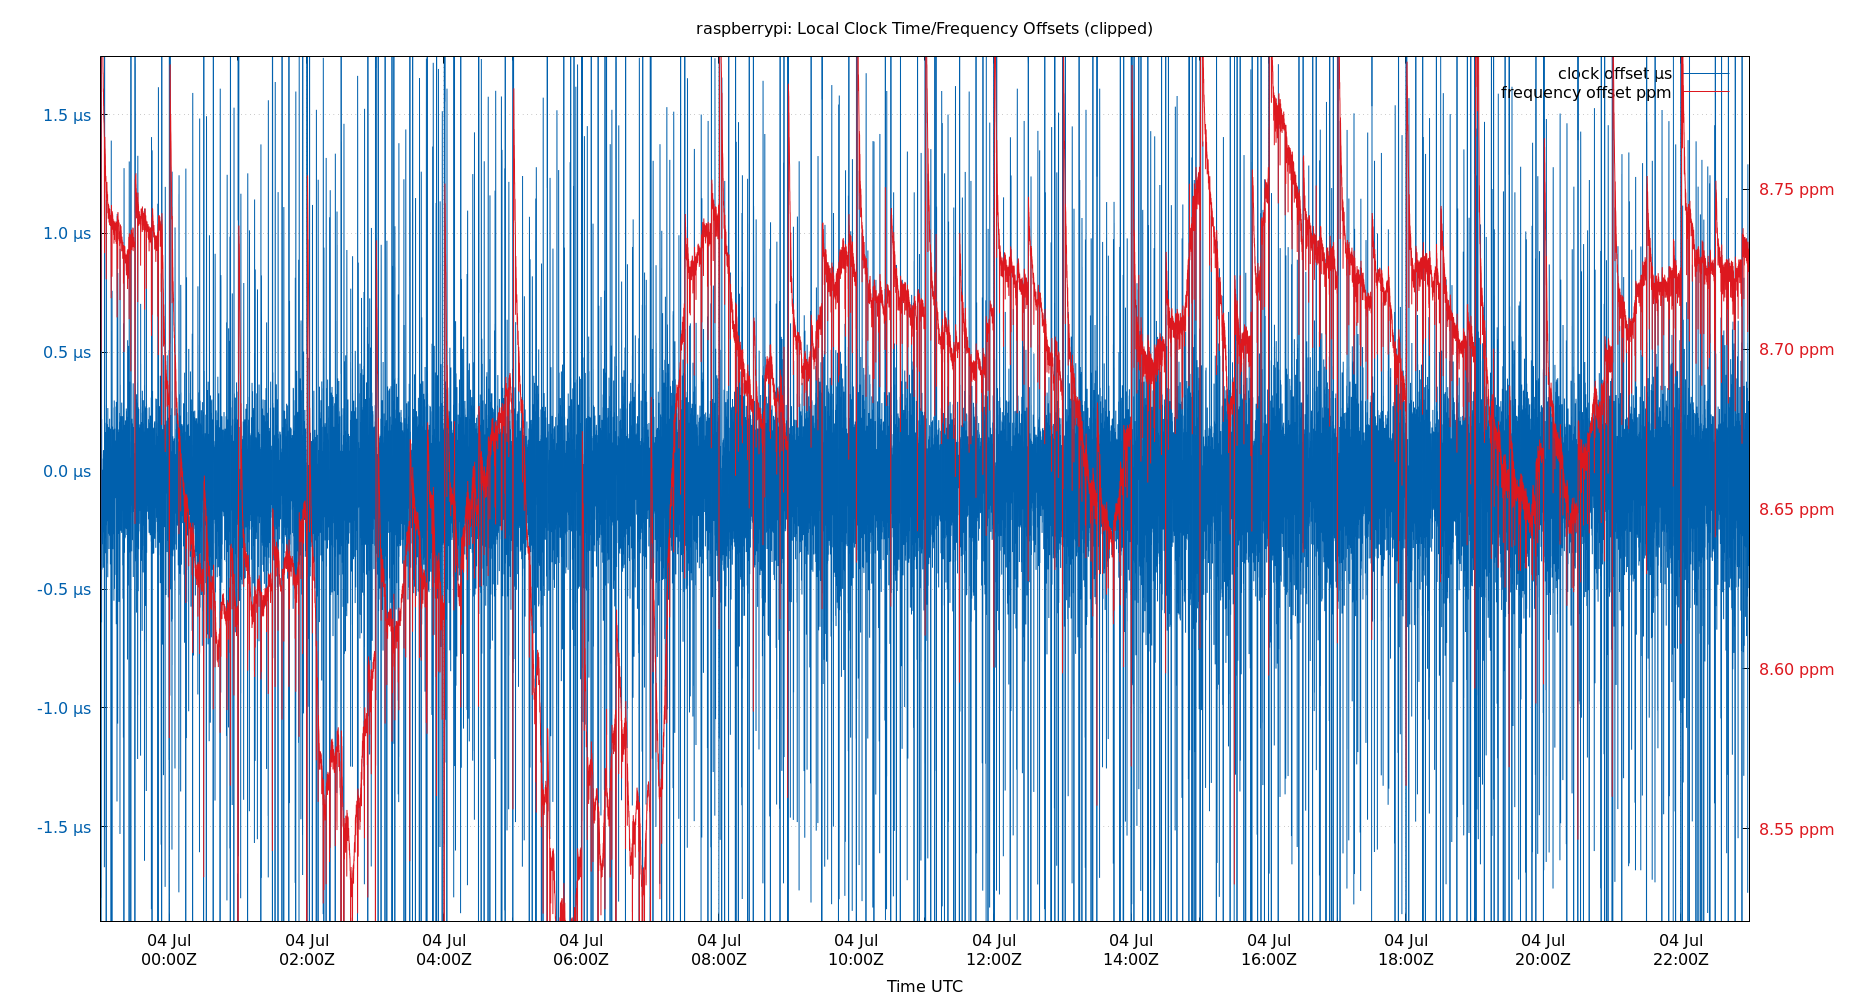 raspberrypi: Local Clock Time/Frequency Offsets (clipped)
clock offset µs
frequency offset ppm
1.5 µs
1.0 µs
0.5 µs
0.0 µs
-0.5 µs
-1.0 µs
-1.5 µs
8.75 ppm
8.70 ppm
8.65 ppm
8.60 ppm
8.55 ppm
04 Jul 04 Jul 04 Jul 04 Jul 04 Jul 04 Jul 04 Jul 04 Jul 04 Jul 04 Jul 04 Jul 04 Jul
00:00Z 02:00Z 04:00Z 06:00Z 08:00Z 10:00Z 12:00Z 14:00Z 16:00Z 18:00Z 20:00Z 22:00Z
Time UTC